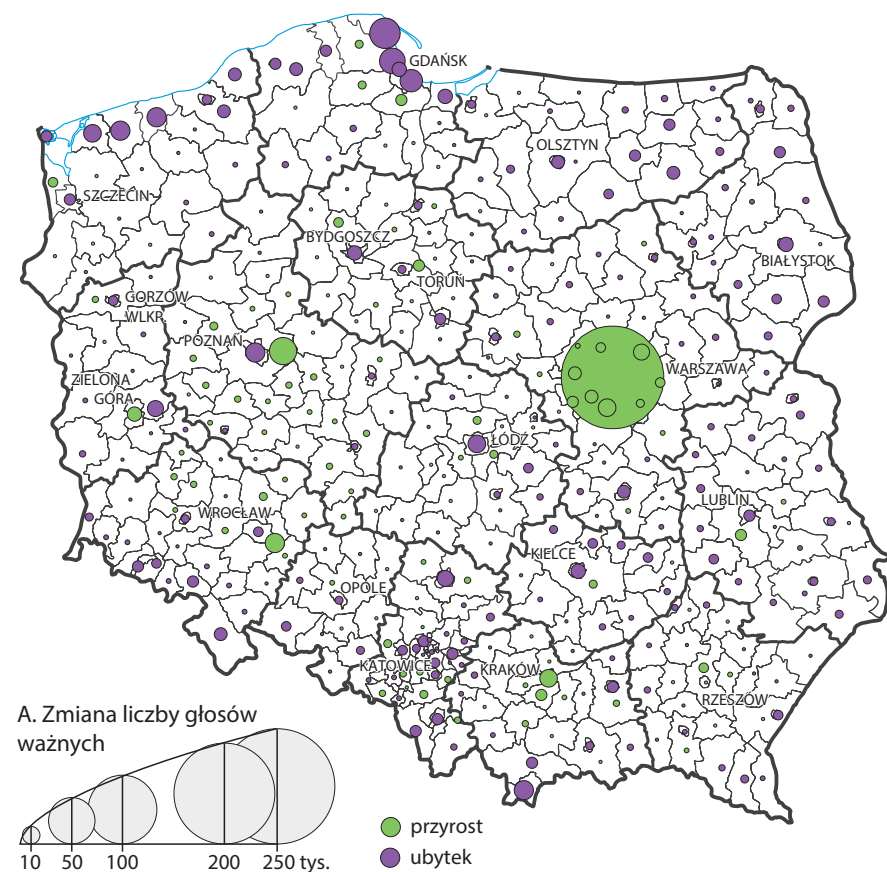 GDAŃSK
OLSZTYN
SZCZECIN
BYDGOSZCZ
BIAŁYSTOK
TORUŃ
GORZÓW
WLKP.
POZNAŃ
WARSZAWA
ZIELONA
GÓRA
ŁÓDŹ
LUBLIN
WROCŁAW
KIELCE
OPOLE
KATOWICE
KRAKÓW
RZESZÓW
A. Zmiana liczby głosów
ważnych
10 50 100 200 250 tys.
przyrost
ubytek